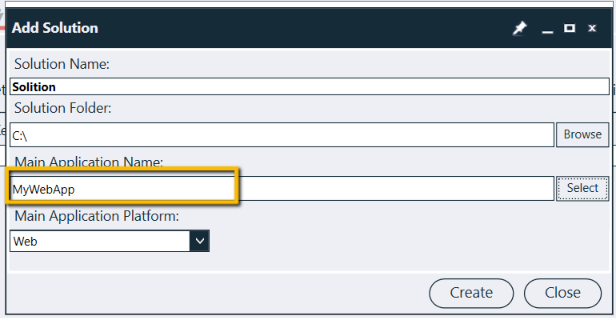 Add Solution
Solution Name:
Solition
Solution Folder:
C:\
Browse
Main Application Name:
MyWebApp
Select
Main Application Platform:
Web
Create
Close